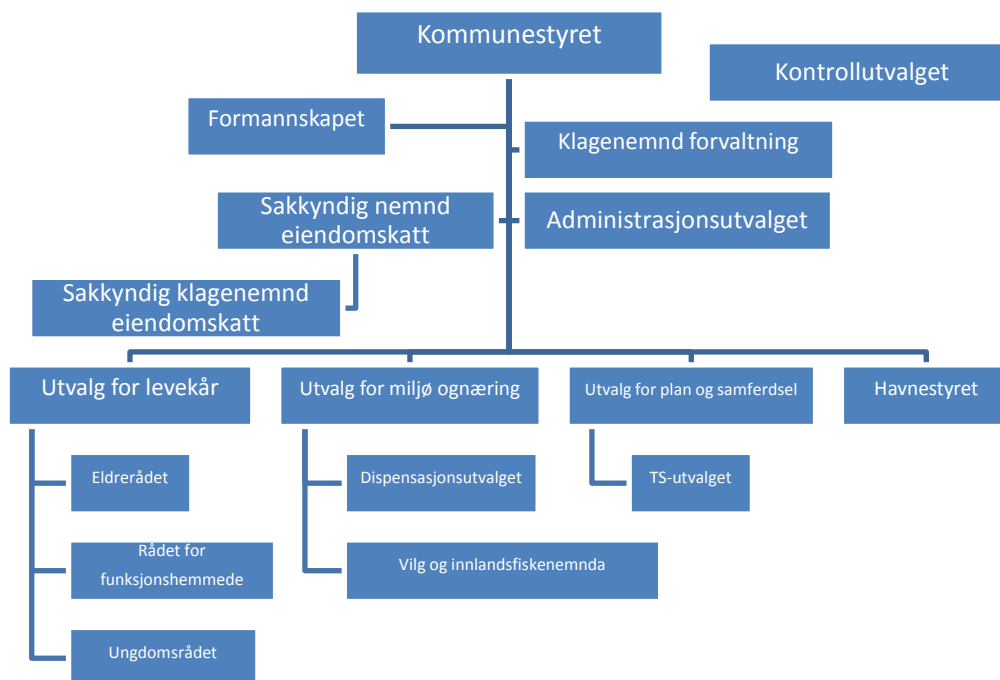 Kommunestyret
Kontrollutvalget
Formannskapet
Klagenemnd forvaltning
Sakkyndig nemnd
eiendomskatt
Administrasjonsutvalget
Sakkyndig klagenemnd
eiendomskatt
Utvalg for levekår
Utvalg for miljø ognæring
Utvalg for plan og samferdsel
Havnestyret
Eldrerådet
Dispensasjonsutvalget
TS-utvalget
Rådet for
funksjonshemmede
Vilg og innlandsfiskenemnda
Ungdomsrådet